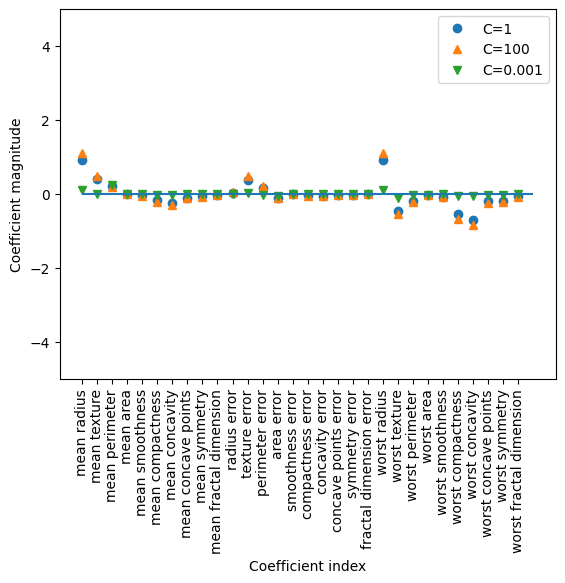 C=1
C=100
C=0.001
Coefficient magnitude
4
2
0
−2
−4
mean radius
mean texture
mean perimeter
mean area
mean smoothness
mean compactness
mean concavity
mean concave points
mean symmetry
mean fractal dimension
radius error
texture error
perimeter error
area error
smoothness error
compactness error
concavity error
concave points error
symmetry error
fractal dimension error
worst radius
worst texture
worst perimeter
worst area
worst smoothness
worst compactness
worst concavity
worst concave points
worst symmetry
worst fractal dimension
Coefficient index